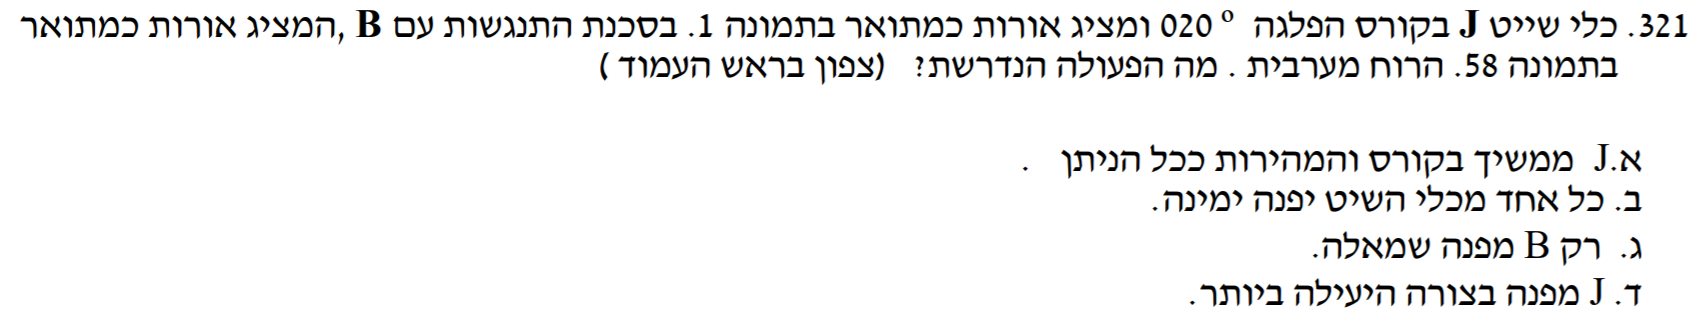 321. כלי שייט J בקורס הפלגה 020 º ומציג אורות כמתואר בתמונה 1. בסכנת התנגשות עם B ,המציג אורות כמתואר
בתמונה 58. הרוח מערבית . מה הפעולה הנדרשת? (צפון בראש העמוד )
א.J ממשיך בקורס והמהירות ככל הניתן .
ב. כל אחד מכלי השיט יפנה ימינה.
ג. רק B מפנה שמאלה.
ד. J מפנה בצורה היעילה ביותר.